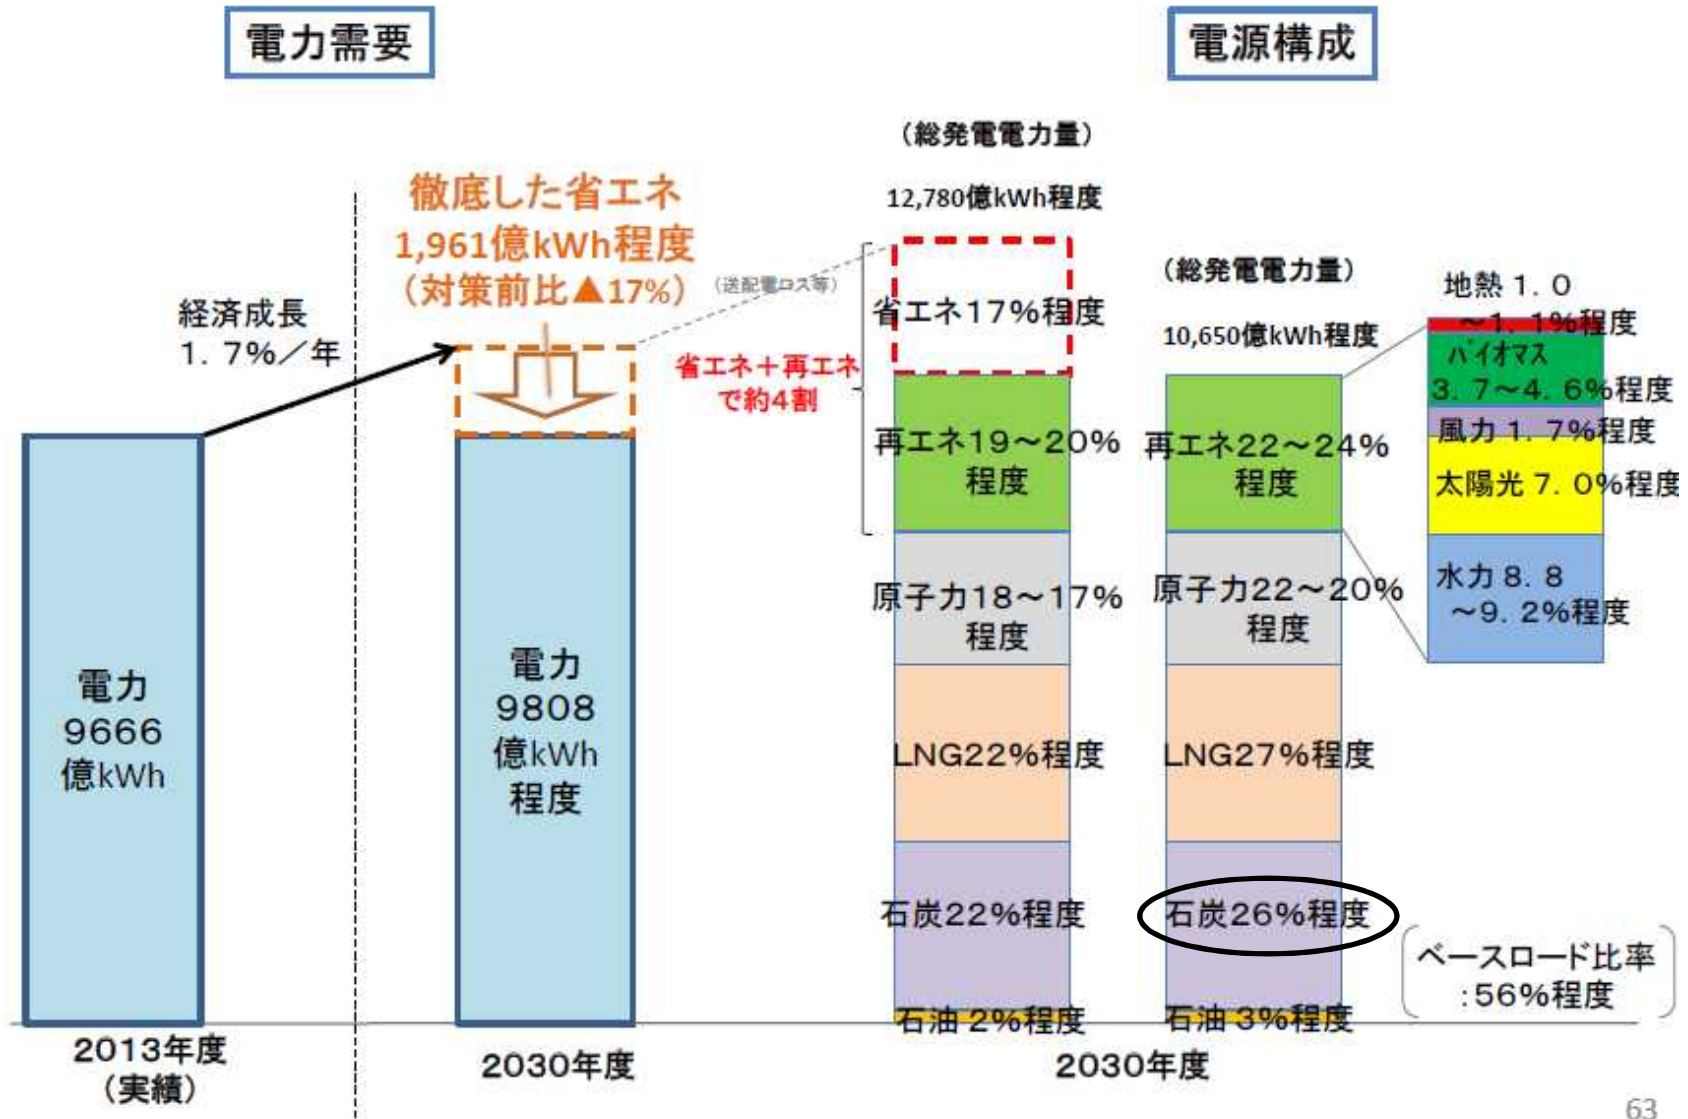 電力需要
電源構成
(総発電電力量)
12,780億kWh程度
徹底した省エネ
1,961億kWh程度
(対策前比▲17%)
(送配電ロス等)
(総発電電力量)
10,650億kWh程度
経済成長
1.7%/年
省エネ17%程度
省エネ+再エネ
で約4割
地熱 1.0
~1.1%程度
バイオマス
3.7~4.6%程度
風力 1.7%程度
太陽光 7.0%程度
水力 8.8
~9.2%程度
再エネ19~20%
程度
再エネ22~24%
程度
原子力18~17%
程度
原子力22~20%
程度
電力
9666
億kWh
電力
9808
億kWh
程度
LNG22%程度
LNG27%程度
石炭22%程度
石炭26%程度
ベースロード比率
:56%程度
石油 2%程度
石油 3%程度
2013年度
(実績)
2030年度
2030年度
63